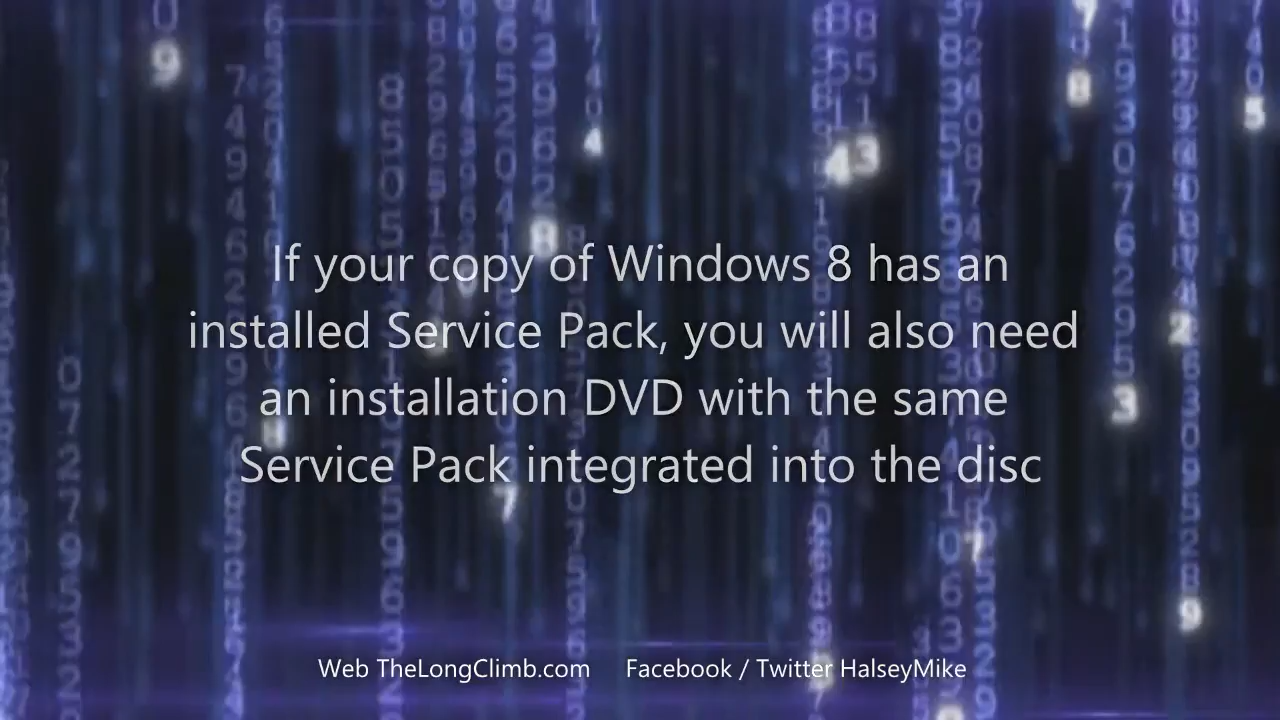 If your copy of Windows 8 has an
installed Service Pack, you will also need
an installation DVD with the same
Service Pack integrated into the disc
Web TheLongClimb.com Facebook / Twitter HalseyMike